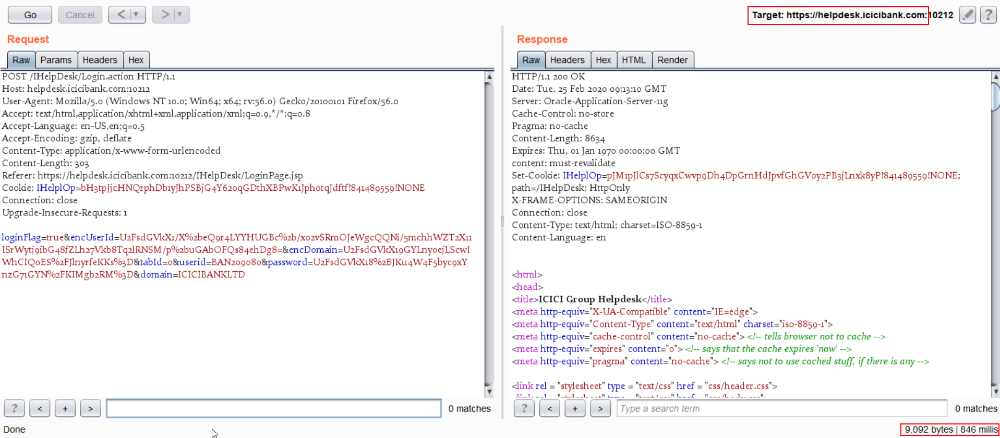 Go Cancel < ▼ > ▼ Target: https://helpdesk.icicibank.com:10212 ?
Request
Raw Params Headers Hex
POST /IHelpDesk/Login.action HTTP/1.1
Host: helpdesk.icicibank.com:10212
User-Agent: Mozilla/5.0 (Windows NT 10.0; Win64; x64; rv:56.0) Gecko/20100101 Firefox/56.0
Accept: text/html,application/xhtml+xml,application/xml;q=0.9,*/*;q=0.8
Accept-Language: en-US,en;q=0.5
Accept-Encoding: gzip, deflate
Content-Type: application/x-www-form-urlencoded
Content-Length: 303
Referer: https://helpdesk.icicibank.com:10212/IHelpDesk/LoginPage.jsp
Cookie: IHelplOp=bH3tpJjcHNQrphDb1yJhPSBjG4Y620qGDthXBPwK1JphotqJdftf!841489559!NONE
Connection: close
Upgrade-Insecure-Requests: 1
loginFlag=true&encUserId=U2FsdGVkX1/X%2beQ9r4LYYHUGBc%2b/x02vSRmOJeWgcQQNi/5mchhWZT2X11
ISrWytj9ibG48fZLh27Vkb8Tq2lRNSM/p%2buGAbOFQs84ehDg8=&encDomain=U2FsdGVkX19GYLnyoejLScwI
WhCIQ0ES%2FJlnyrfeKKs%3D&tabId=0&userid=BAN209080&password=U2FsdGVkX18%2BJKu4W4F5byc9xY
nzG71GYN%2FKIMgb2RM%3D&domain=ICICIBANKLTD
? < + > 0 matches
Response
Raw Headers Hex HTML Render
HTTP/1.1 200 OK
Date: Tue, 25 Feb 2020 09:13:10 GMT
Server: Oracle-Application-Server-11g
Cache-Control: no-store
Pragma: no-cache
Content-Length: 8634
Expires: Thu, 01 Jan 1970 00:00:00 GMT
content: must-revalidate
Set-Cookie: IHelplOp=pJM1pJlCs7ScyqxCwvp9Dh4DpGrnHdJpvfGhGVoy2PB3jLnxk8yP!841489559!NONE;
path=/IHelpDesk; HttpOnly
X-FRAME-OPTIONS: SAMEORIGIN
Connection: close
Content-Type: text/html; charset=ISO-8859-1
Content-Language: en
<html>
<head>
<title>ICICI Group Helpdesk</title>
<meta http-equiv="X-UA-Compatible" content="IE=edge">
<meta http-equiv="Content-Type" content="text/html" charset="iso-8859-1">
<meta http-equiv="cache-control" content="no-cache"> <!-- tells browser not to cache -->
<meta http-equiv="expires" content="0"> <!-- says that the cache expires 'now' -->
<meta http-equiv="pragma" content="no-cache"> <!-- says not to use cached stuff, if there is any -->
<link rel = "stylesheet" type = "text/css" href = "css/header.css">
? < + > Type a search term 0 matches
Done 9,092 bytes | 846 millis